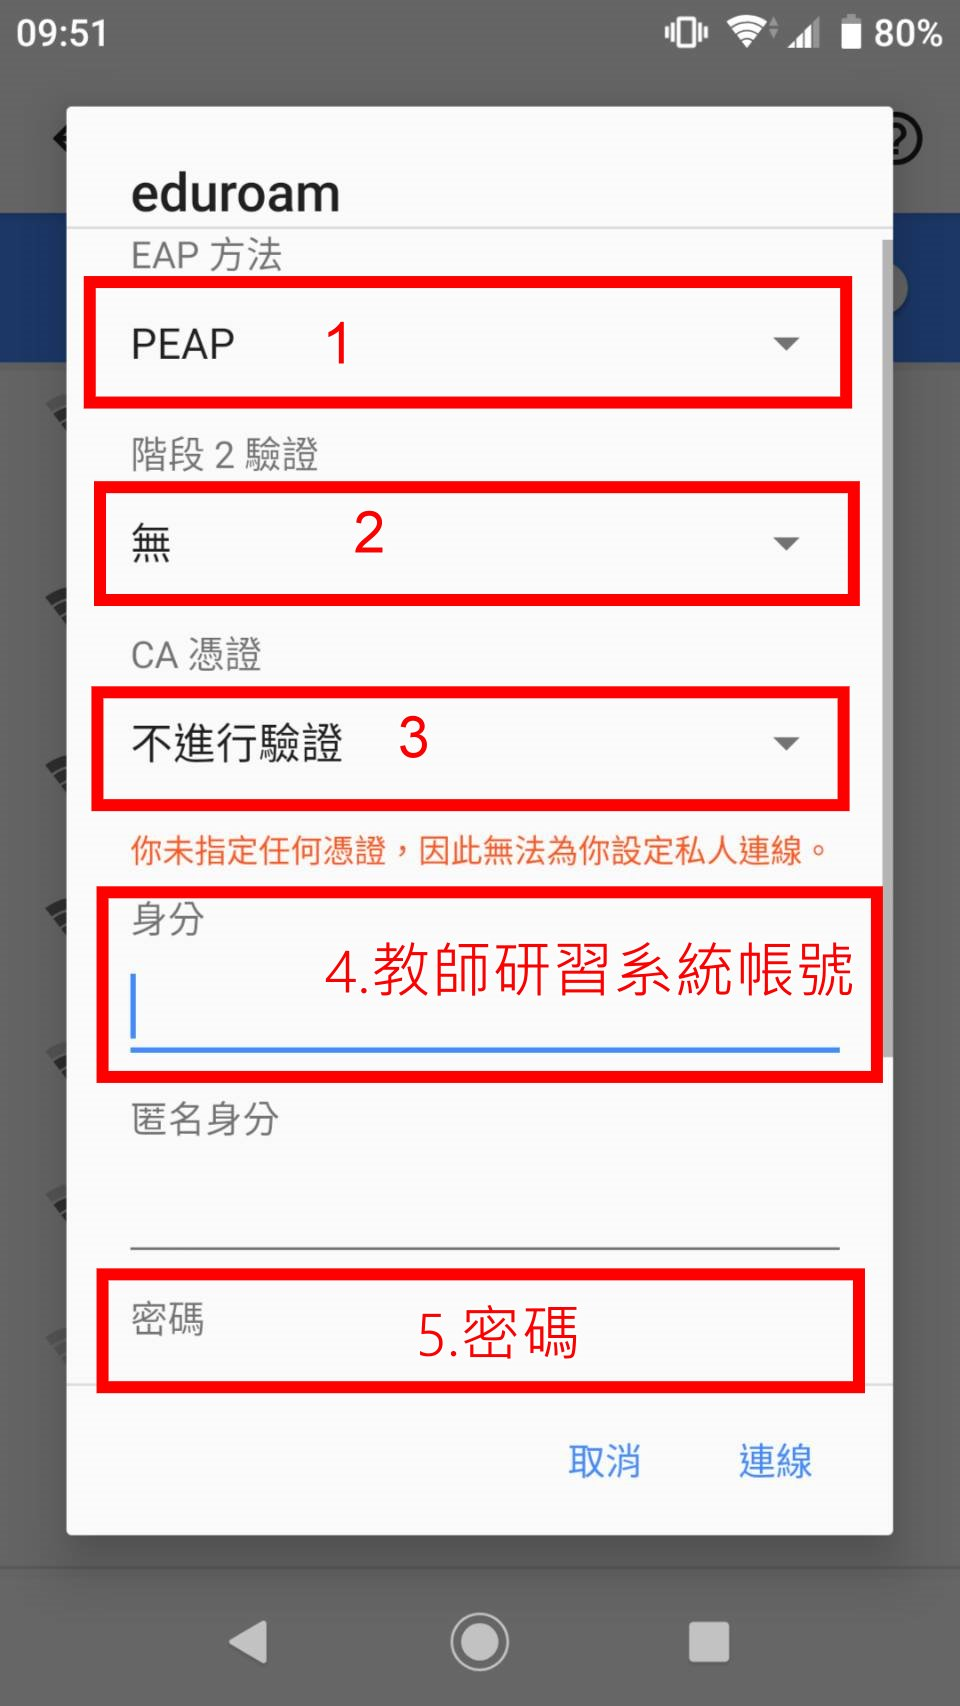 09:51 80%
eduroam
EAP 方法
PEAP 1
階段 2 驗證
無 2
CA 憑證
不進行驗證 3
你未指定任何憑證，因此無法為你設定私人連線。
身分
4.教師研習系統帳號
匿名身分
密碼 5.密碼
取消 連線